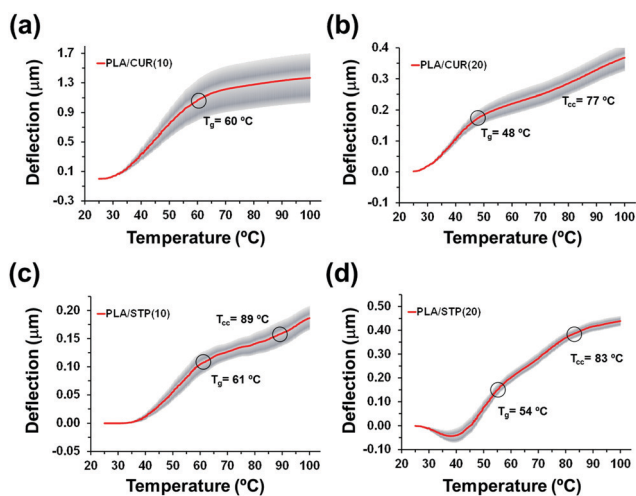 (a)
Deflection (μm)
1.7
1.3
0.9
0.5
0.1
-0.3
PLA/CUR(10)
Tg= 60 ºC
20 30 40 50 60 70 80 90 100
Temperature (ºC)
(b)
Deflection (μm)
0.4
0.3
0.2
0.1
0.0
-0.1
PLA/CUR(20)
Tcc= 77 ºC
Tg= 48 ºC
20 30 40 50 60 70 80 90 100
Temperature (ºC)
(c)
Deflection (μm)
0.20
0.15
0.10
0.05
0.00
-0.05
PLA/STP(10)
Tcc= 89 ºC
Tg= 61 ºC
20 30 40 50 60 70 80 90 100
Temperature (ºC)
(d)
Deflection (μm)
0.50
0.40
0.30
0.20
0.10
0.00
-0.10
PLA/STP(20)
Tcc= 83 ºC
Tg= 54 ºC
20 30 40 50 60 70 80 90 100
Temperature (ºC)